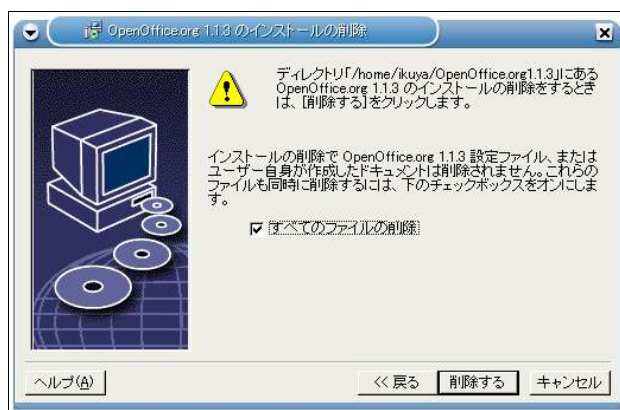 OpenOffice.org 1.1.3 のインストールの削除
ディレクトリ「/home/ikuya/OpenOffice.org1.1.3」にある
OpenOffice.org 1.1.3 のインストールの削除をするとき
は、[削除する]をクリックします。
インストールの削除で OpenOffice.org 1.1.3 設定ファイル、または
ユーザー自身が作成したドキュメントは削除されません。これらの
ファイルも同時に削除するには、下のチェックボックスをオンにしま
す。
すべてのファイルの削除
ヘルプ(A) << 戻る 削除する キャンセル